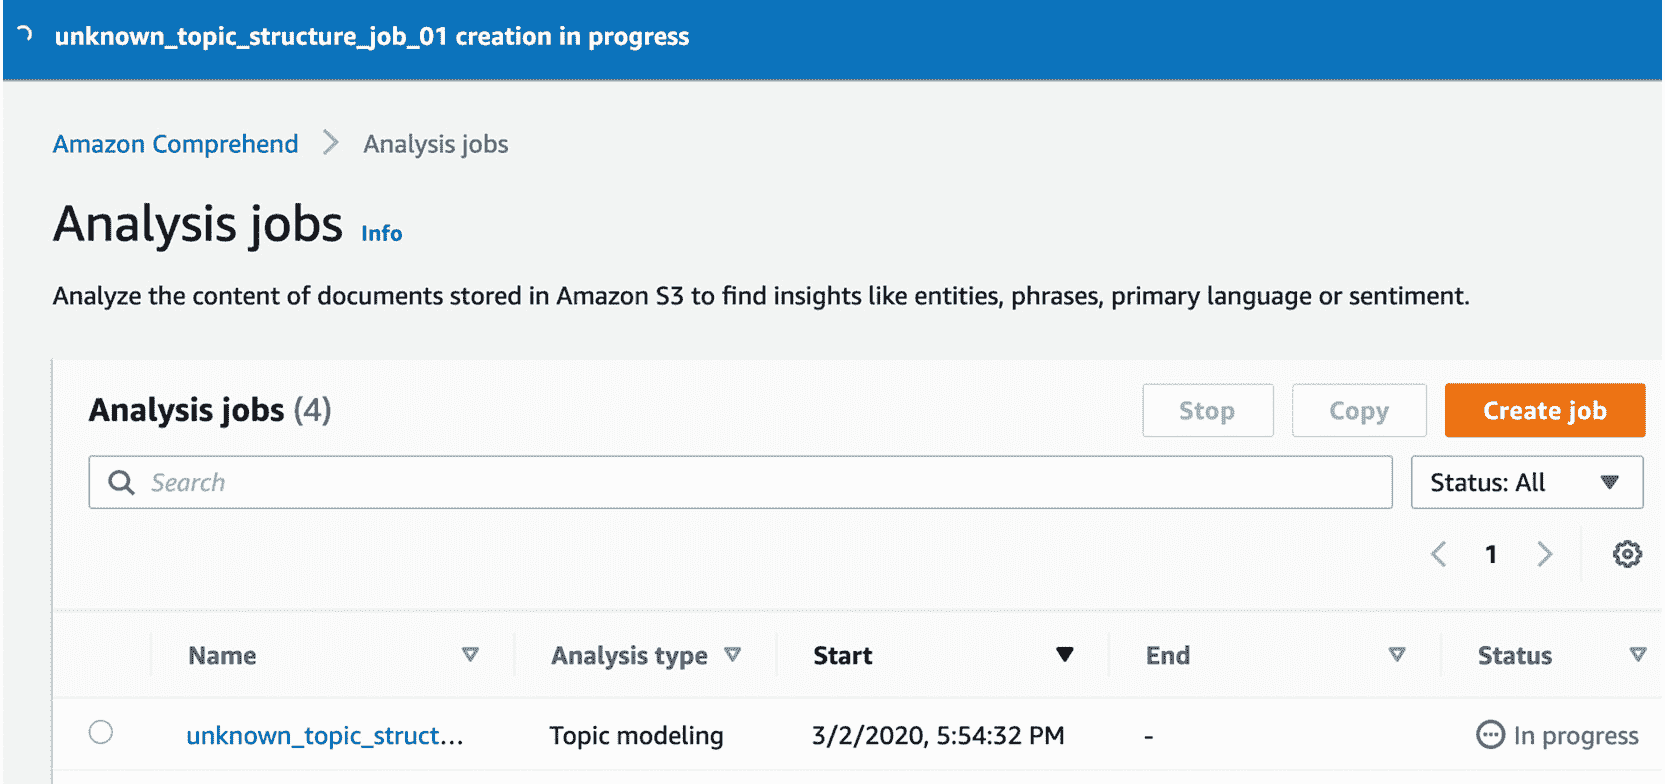 unknown_topic_structure_job_01 creation in progress
Amazon Comprehend > Analysis jobs
Analysis jobs Info
Analyze the content of documents stored in Amazon S3 to find insights like entities, phrases, primary language or sentiment.
Analysis jobs (4) Stop Copy Create job
Search Status: All
1
Name Analysis type Start End Status
unknown_topic_struct... Topic modeling 3/2/2020, 5:54:32 PM - In progress